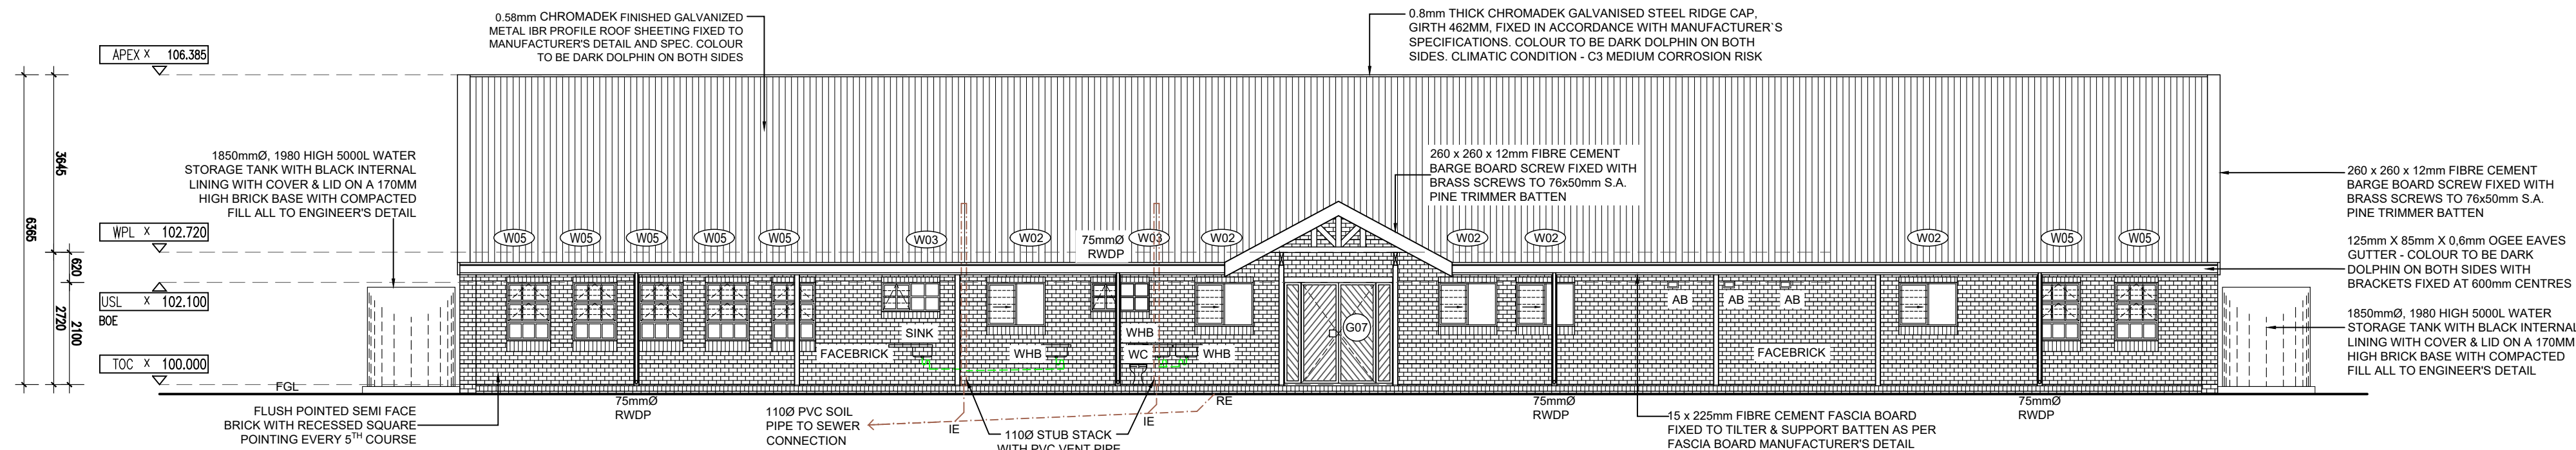 0.58mm CHROMADEK FINISHED GALVANIZED
METAL IBR PROFILE ROOF SHEETING FIXED TO
MANUFACTURER'S DETAIL AND SPEC. COLOUR
TO BE DARK DOLPHIN ON BOTH SIDES
0.8mm THICK CHROMADEK GALVANISED STEEL RIDGE CAP,
GIRTH 462MM, FIXED IN ACCORDANCE WITH MANUFACTURER`S
SPECIFICATIONS. COLOUR TO BE DARK DOLPHIN ON BOTH
SIDES. CLIMATIC CONDITION - C3 MEDIUM CORROSION RISK
APEX X 106.385
3645
6365
1850mmØ, 1980 HIGH 5000L WATER
STORAGE TANK WITH BLACK INTERNAL
LINING WITH COVER & LID ON A 170MM
HIGH BRICK BASE WITH COMPACTED
FILL ALL TO ENGINEER'S DETAIL
260 x 260 x 12mm FIBRE CEMENT
BARGE BOARD SCREW FIXED WITH
BRASS SCREWS TO 76x50mm S.A.
PINE TRIMMER BATTEN
260 x 260 x 12mm FIBRE CEMENT
BARGE BOARD SCREW FIXED WITH
BRASS SCREWS TO 76x50mm S.A.
PINE TRIMMER BATTEN
WPL X 102.720
W05 W05 W05 W05 W05 W03 W02 W03 W02 W02 W02 W02 W05 W05
75mmØ
RWDP
125mm X 85mm X 0,6mm OGEE EAVES
GUTTER - COLOUR TO BE DARK
DOLPHIN ON BOTH SIDES WITH
BRACKETS FIXED AT 600mm CENTRES
620
2720
2100
USL X 102.100
BOE
AB AB AB
G07
SINK
WHB
FACEBRICK
WHB
WC
WHB
FACEBRICK
1850mmØ, 1980 HIGH 5000L WATER
STORAGE TANK WITH BLACK INTERNAL
LINING WITH COVER & LID ON A 170MM
HIGH BRICK BASE WITH COMPACTED
FILL ALL TO ENGINEER'S DETAIL
TOC X 100.000
FGL
FLUSH POINTED SEMI FACE
BRICK WITH RECESSED SQUARE
POINTING EVERY 5TH COURSE
75mmØ
RWDP
110Ø PVC SOIL
PIPE TO SEWER
CONNECTION
IE
110Ø STUB STACK
WITH PVC VENT PIPE
IE
RE
75mmØ
RWDP
15 x 225mm FIBRE CEMENT FASCIA BOARD
FIXED TO TILTER & SUPPORT BATTEN AS PER
FASCIA BOARD MANUFACTURER'S DETAIL
75mmØ
RWDP